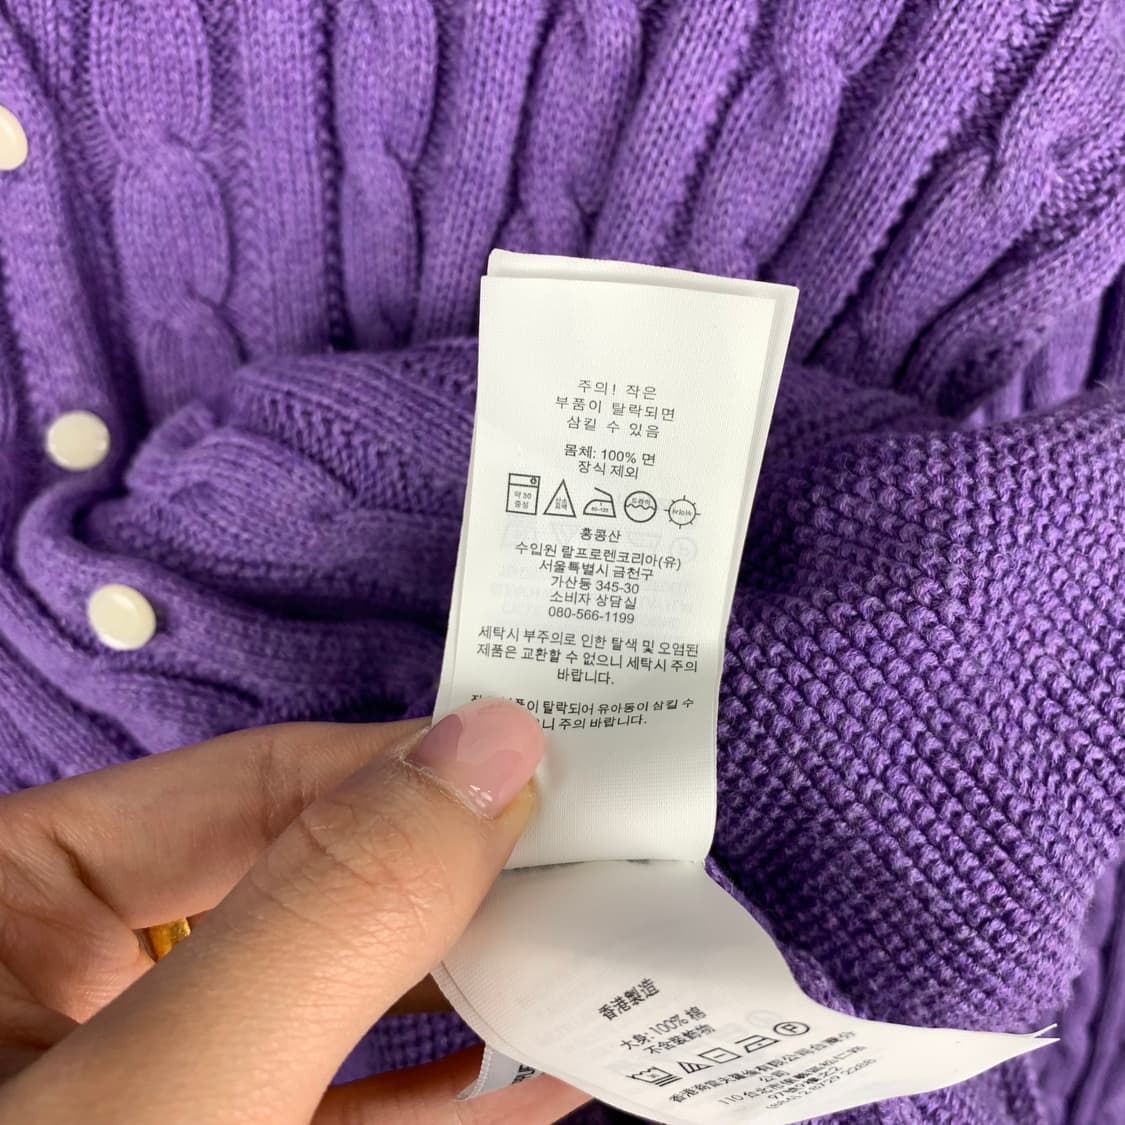 주의! 작은
부품이 탈락되면
삼킬 수 있음
몸체: 100% 면
장식 제외
약 30
중성
80-120
드라이
홍콩산
수입원 랄프로렌코리아(유)
서울특별시 금천구
가산동 345-30
소비자 상담실
080-566-1199
세탁시 부주의로 인한 탈색 및 오염된
제품은 교환할 수 없으니 세탁시 주의
바랍니다.
이 탈락되어 유아동이 삼킬 수
니 주의 바랍니다.
香港製造
大身: 100% 棉
不含裝飾物
公司